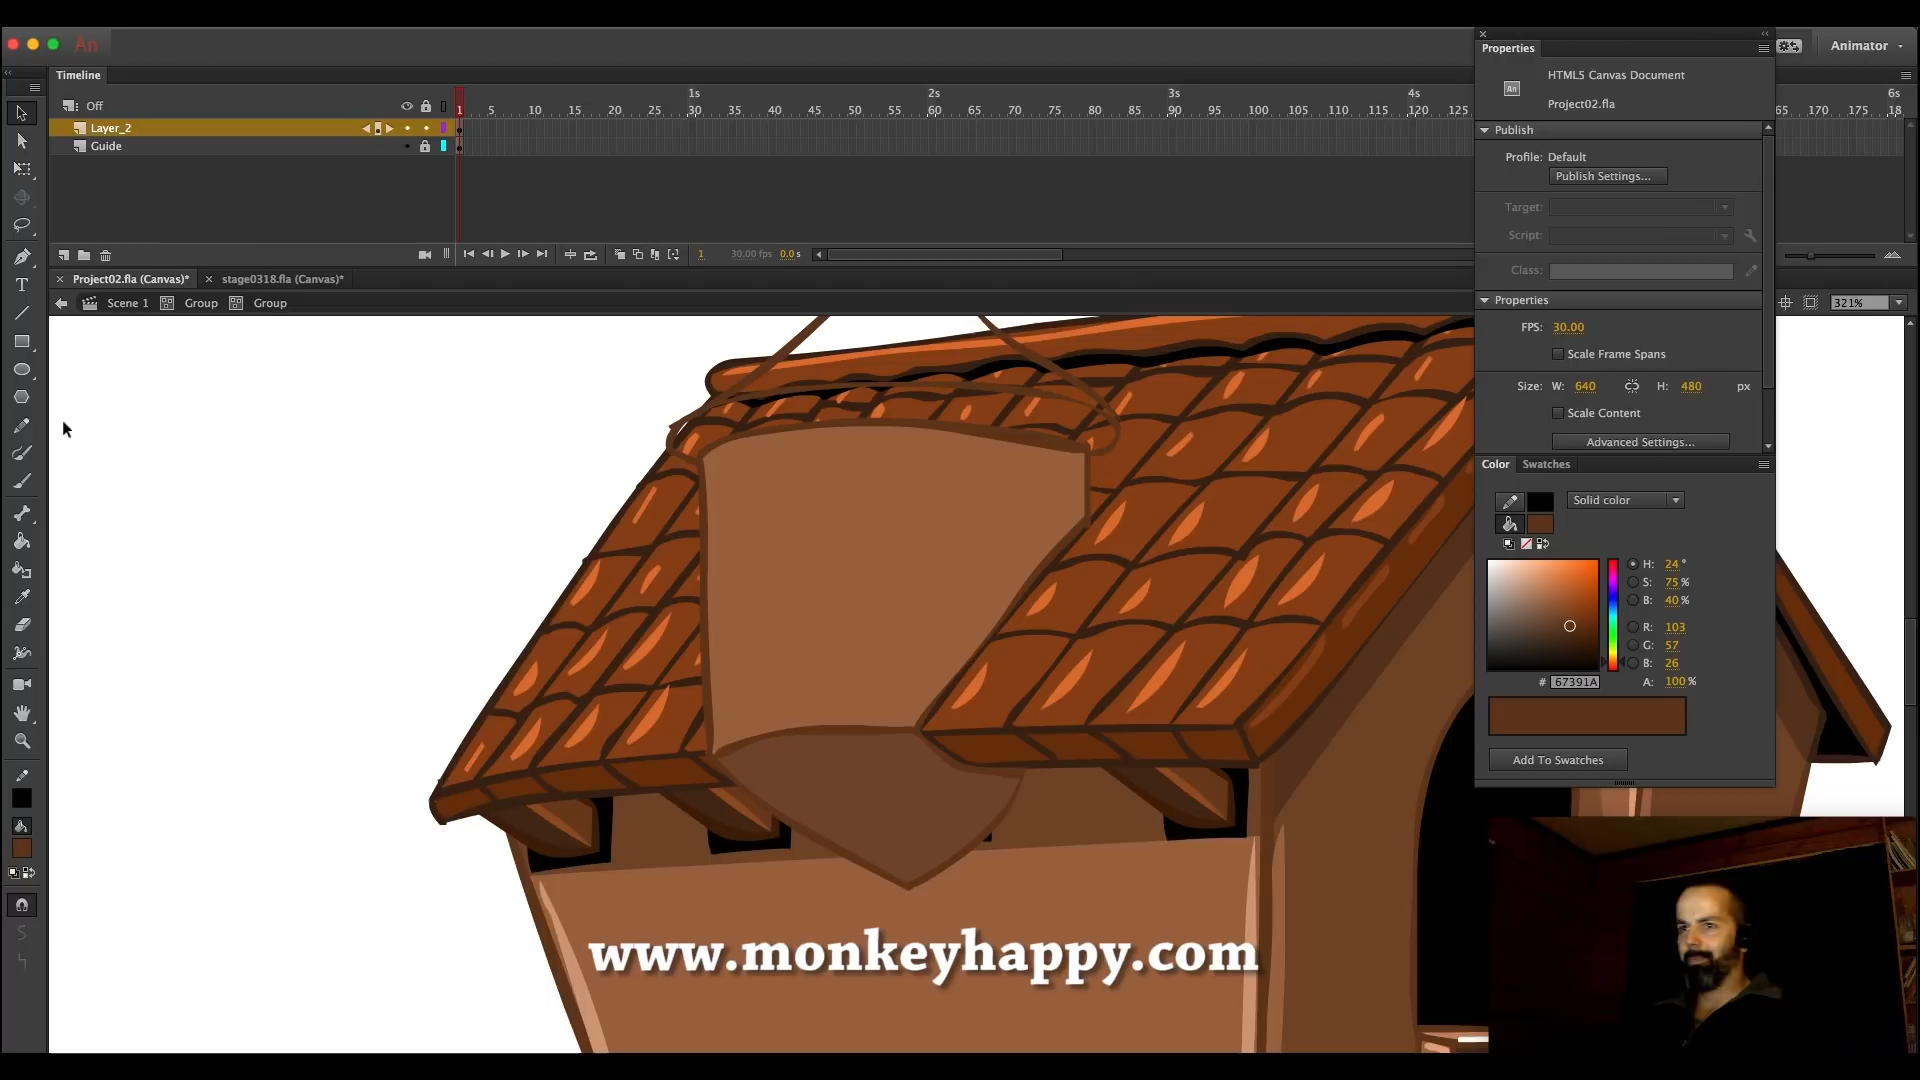 An
Animator
Timeline
Properties
HTML5 Canvas Document
Project02.fla
Off
1s 2s 3s 4s 6s
1 5 10 15 20 25 30 35 40 45 50 55 60 65 70 75 80 85 90 95 100 105 110 115 120 125 65 170 175 18
Layer_2
Guide
Publish
Profile: Default
Publish Settings...
Target:
Script:
Class:
1 30.00 fps 0.0 s
Project02.fla (Canvas)* stage0318.fla (Canvas)*
Scene 1 Group Group
321%
Properties
FPS: 30.00
Scale Frame Spans
Size: W: 640 H: 480 px
Scale Content
Advanced Settings...
Color Swatches
Solid color
H: 24 °
S: 75 %
B: 40 %
R: 103
G: 57
B: 26
# 67391A A: 100 %
Add To Swatches
www.monkeyhappy.com